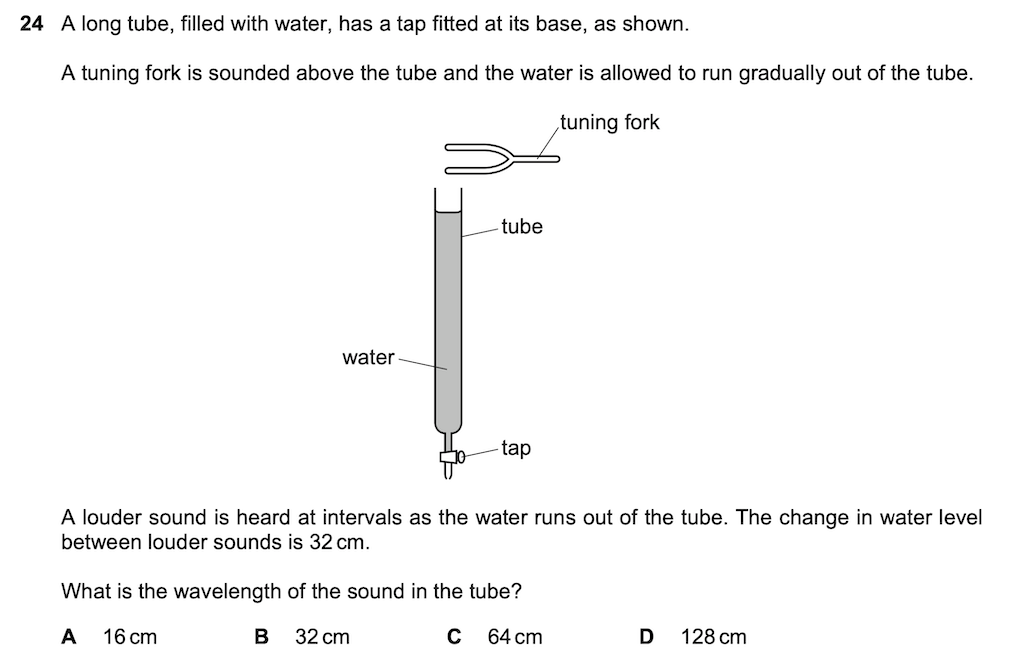 24 A long tube, filled with water, has a tap fitted at its base, as shown.
A tuning fork is sounded above the tube and the water is allowed to run gradually out of the tube.
tuning fork
tube
water
tap
A louder sound is heard at intervals as the water runs out of the tube. The change in water level
between louder sounds is 32 cm.
What is the wavelength of the sound in the tube?
A 16 cm B 32 cm C 64 cm D 128 cm